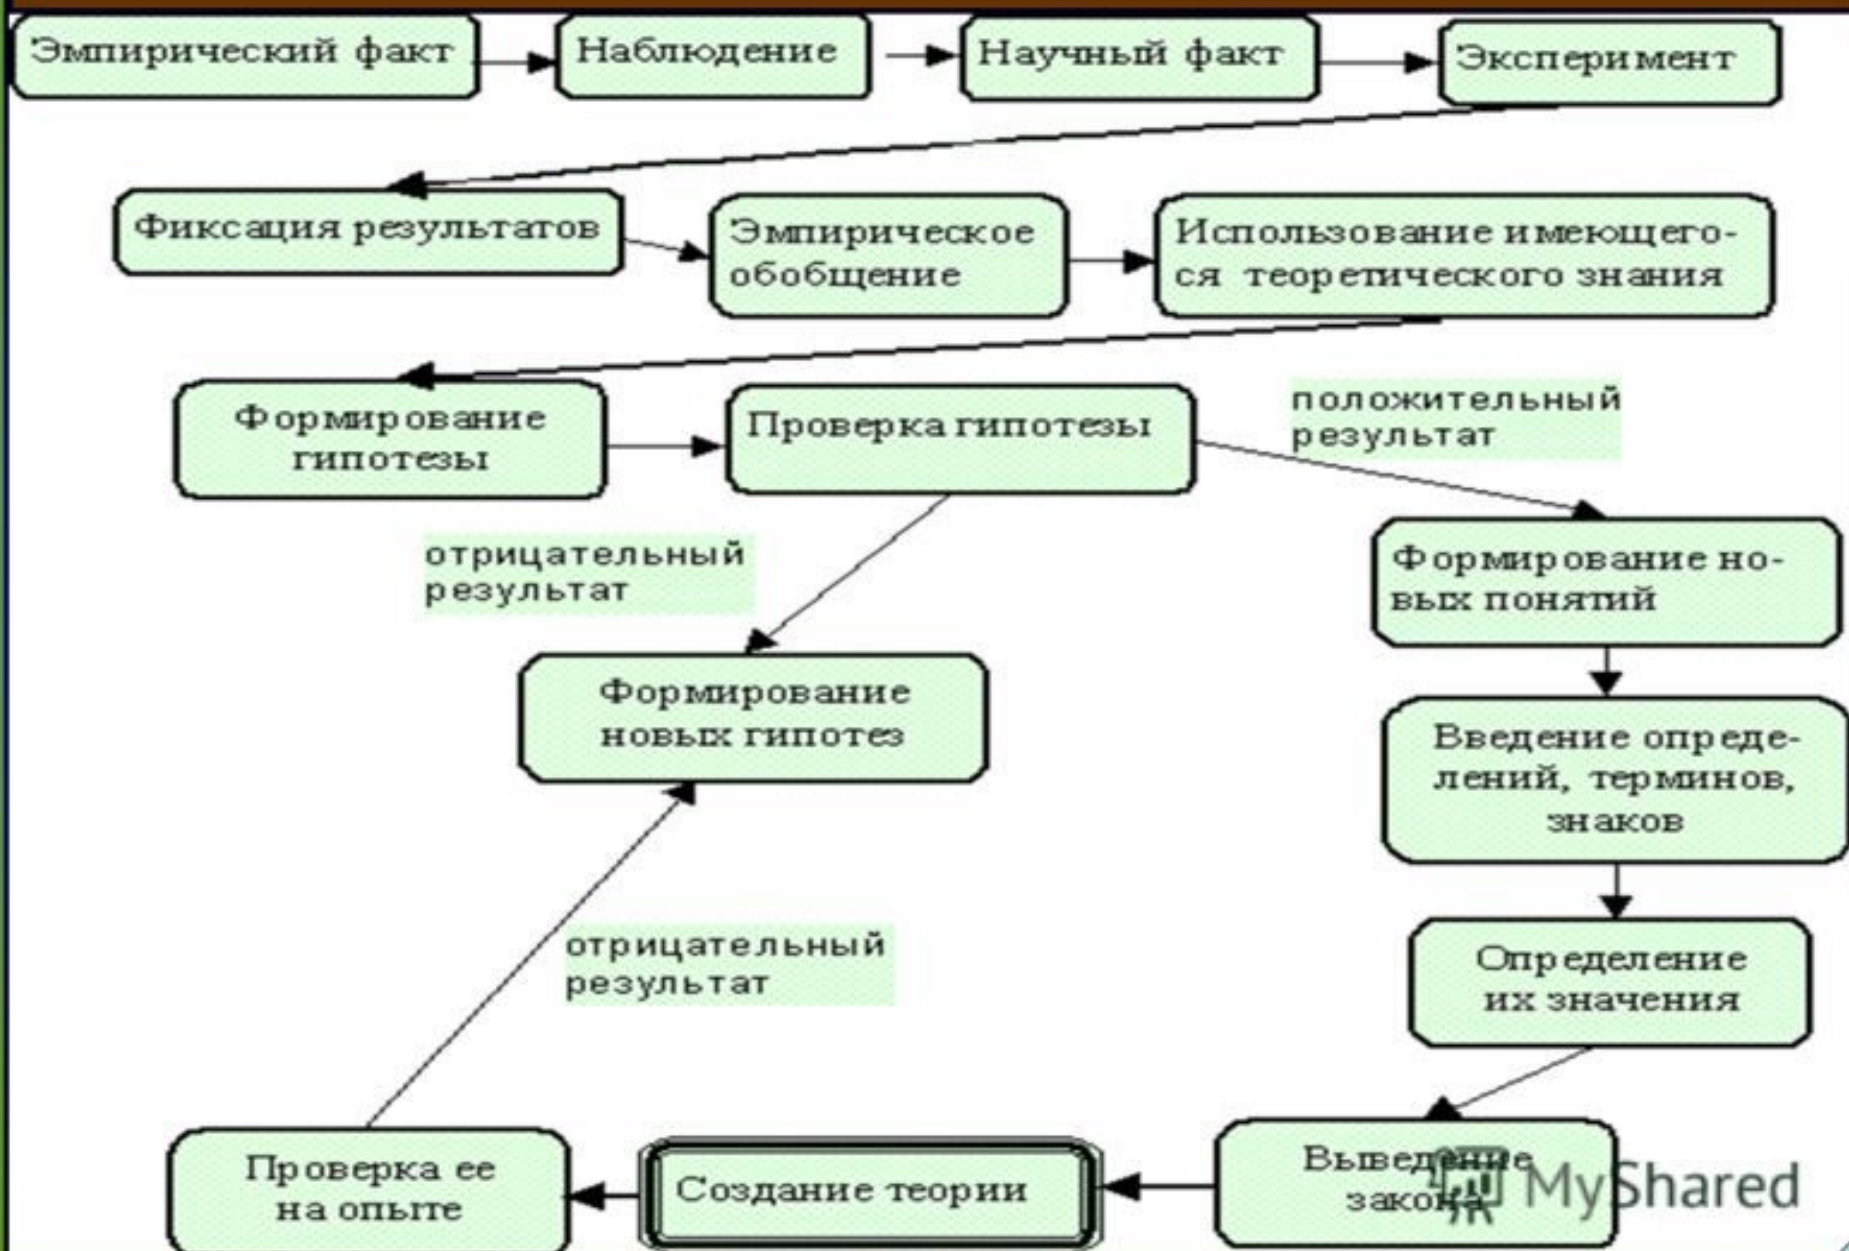 Эмпирический факт
Наблюдение
Научный факт
Эксперимент
Фиксация результатов
Эмпирическое
обобщение
Использование имеющего-
ся теоретического знания
Формирование
гипотезы
Проверка гипотезы
положительный
результат
отрицательный
результат
Формирование но-
вых понятий
Формирование
новых гипотез
Введение опреде-
лений, терминов,
знаков
отрицательный
результат
Определение
их значения
Проверка ее
на опыте
Создание теории
Выведение
закона
MyShared